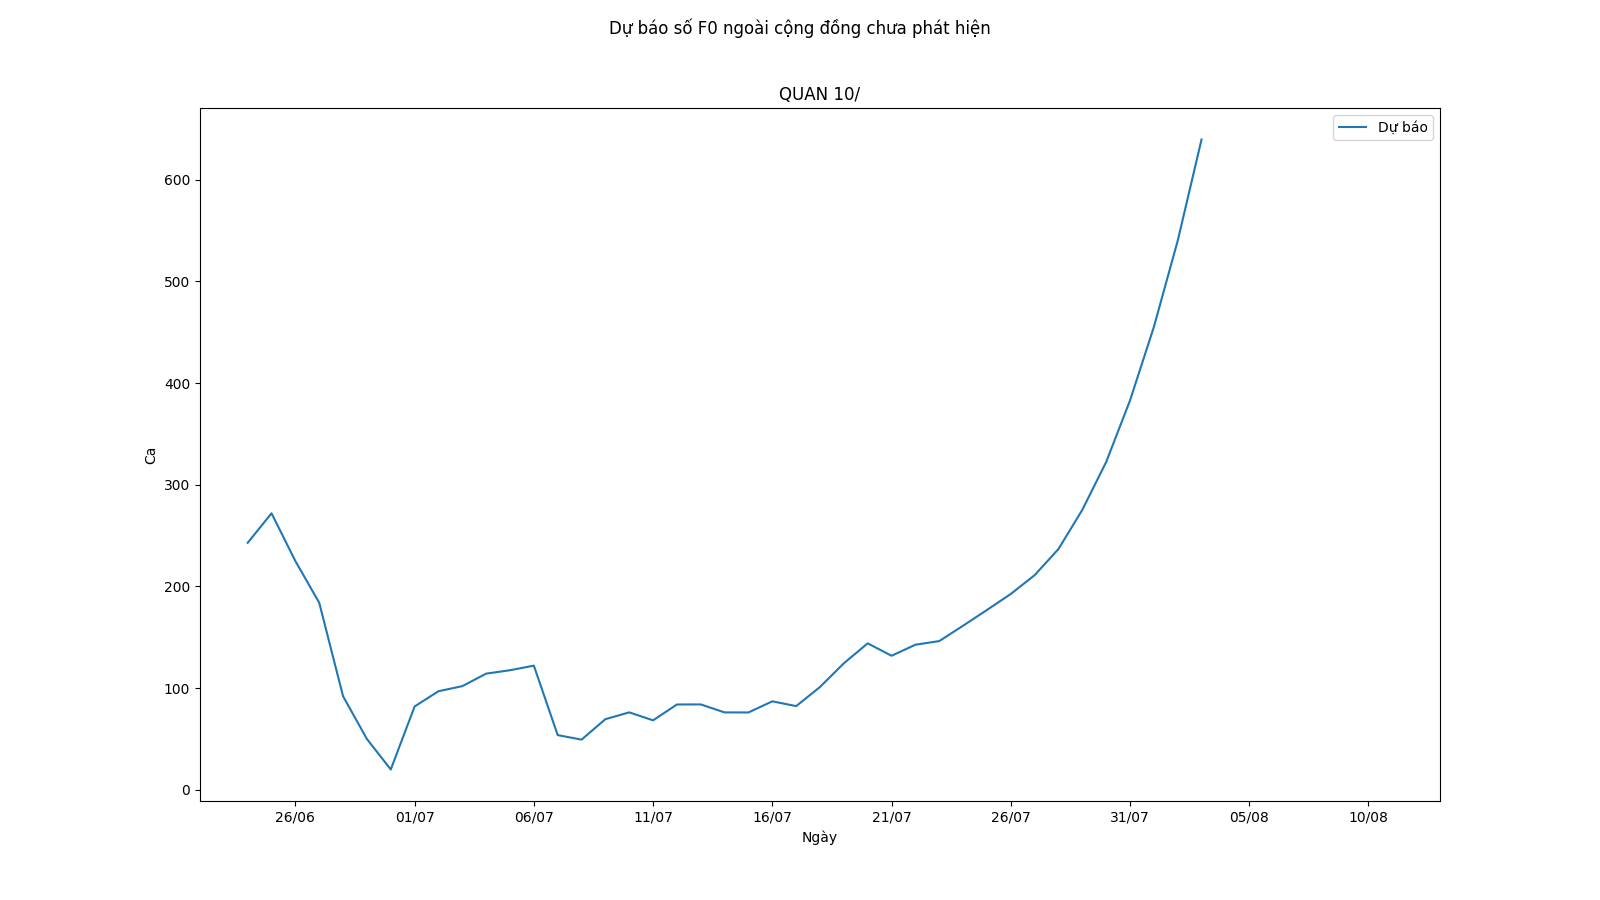 Dự báo số F0 ngoài cộng đồng chưa phát hiện
QUAN 10/
Dự báo
600
500
400
300
200
100
0
Ca
26/06 01/07 06/07 11/07 16/07 21/07 26/07 31/07 05/08 10/08
Ngày